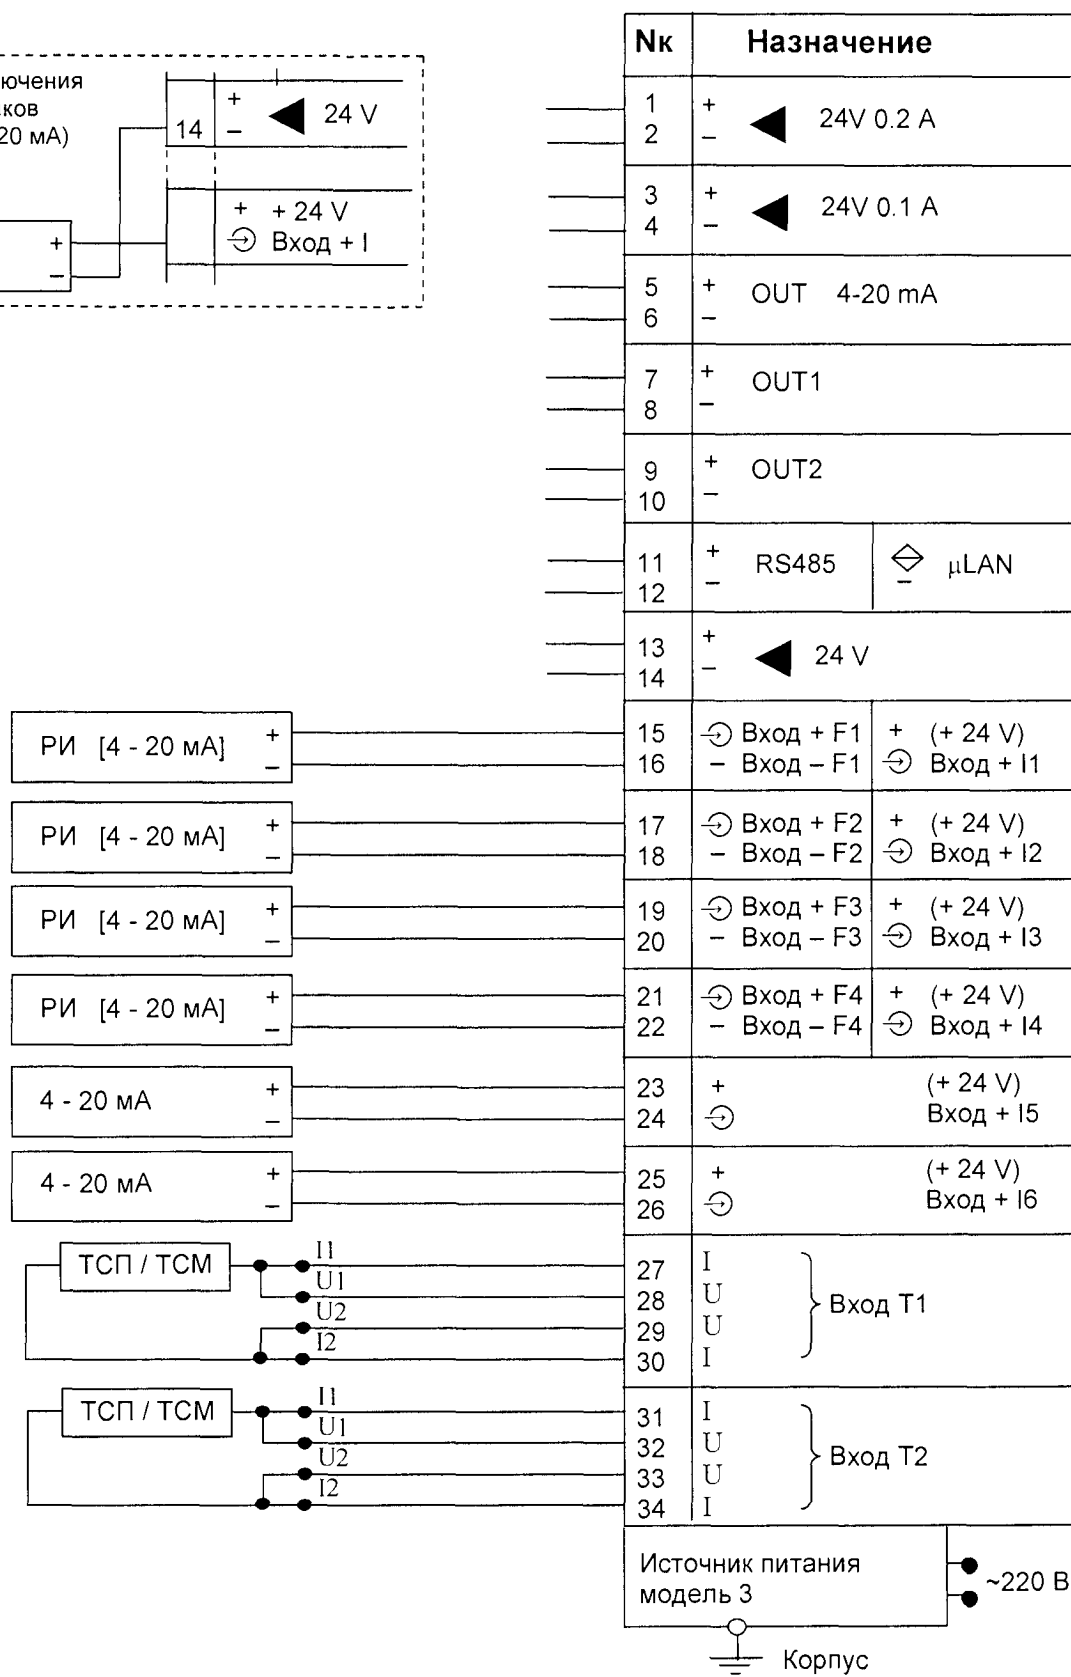 Nк Назначение
1 +
24V 0.2 A
2 –
3 +
24V 0.1 A
4 –
5 + OUT 4-20 mA
6 –
7 + OUT1
8 –
9 + OUT2
10 –
11 + RS485 μLAN
12 – –
13 + 24 V
14 –
+ 24 V
14 –
20 мА)
+ + 24 V
Вход + I
+
–
РИ [4 - 20 мА] + 15 Вход + F1 + (+ 24 V)
– 16 – Вход – F1 Вход + I1
РИ [4 - 20 мА] + 17 Вход + F2 + (+ 24 V)
– 18 – Вход – F2 Вход + I2
РИ [4 - 20 мА] + 19 Вход + F3 + (+ 24 V)
– 20 – Вход – F3 Вход + I3
РИ [4 - 20 мА] + 21 Вход + F4 + (+ 24 V)
– 22 – Вход – F4 Вход + I4
4 - 20 мА + 23 + (+ 24 V)
– 24 Вход + I5
4 - 20 мА + 25 + (+ 24 V)
– 26 Вход + I6
ТСП / ТСМ I1 27 I
U1 28 U Вход T1
U2 29 U
I2 30 I
ТСП / ТСМ I1 31 I
U1 32 U Вход T2
U2 33 U
I2 34 I
Источник питания
модель 3
~220 В
Корпус